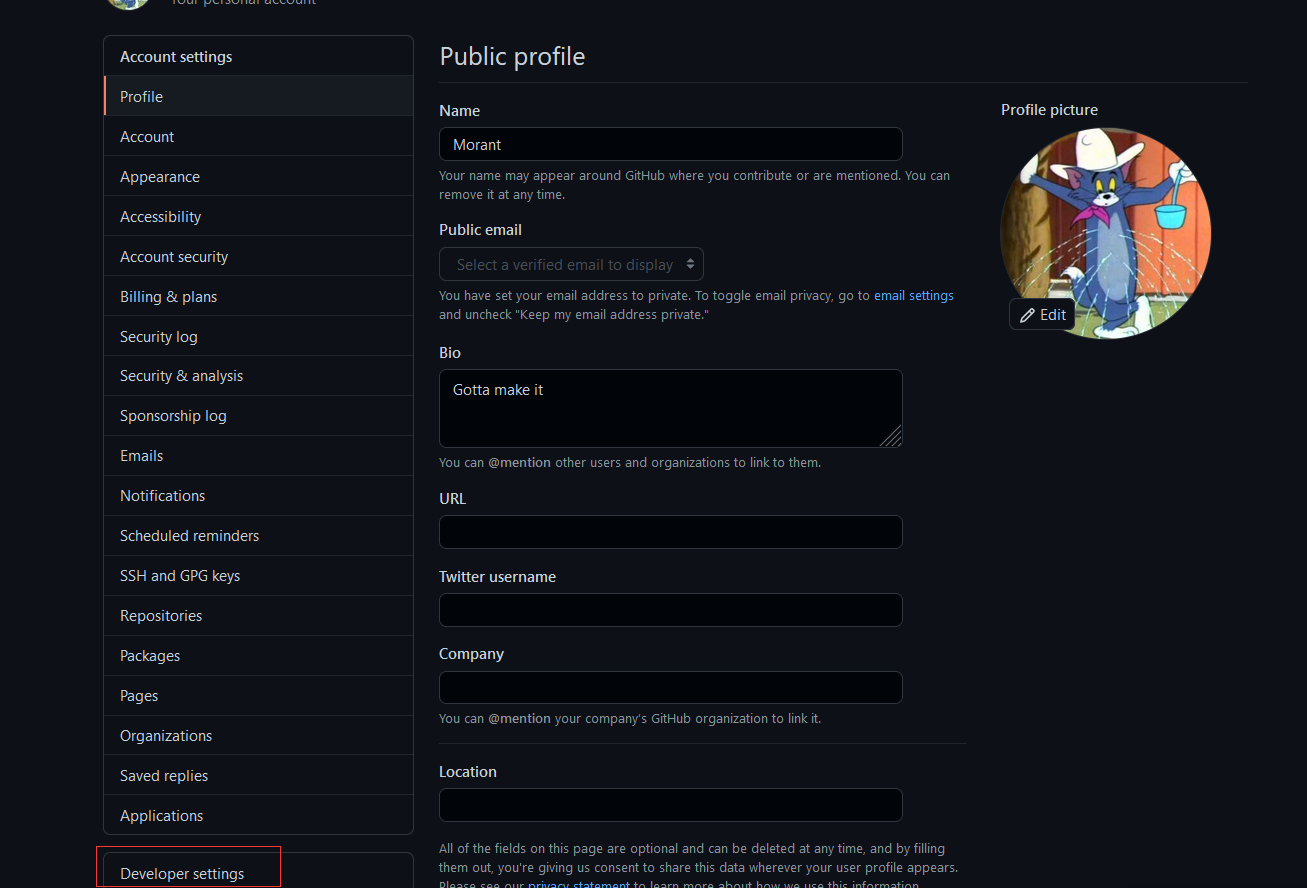 Your personal account
Account settings
Profile
Account
Appearance
Accessibility
Account security
Billing & plans
Security log
Security & analysis
Sponsorship log
Emails
Notifications
Scheduled reminders
SSH and GPG keys
Repositories
Packages
Pages
Organizations
Saved replies
Applications
Developer settings
Public profile
Name
Morant
Your name may appear around GitHub where you contribute or are mentioned. You can
remove it at any time.
Public email
Select a verified email to display
You have set your email address to private. To toggle email privacy, go to email settings
and uncheck "Keep my email address private."
Bio
Gotta make it
You can @mention other users and organizations to link to them.
URL
Twitter username
Company
You can @mention your company's GitHub organization to link it.
Location
All of the fields on this page are optional and can be deleted at any time, and by filling
them out, you're giving us consent to share this data wherever your user profile appears.
Please see our privacy statement to learn more about how we use this information.
Profile picture
Edit